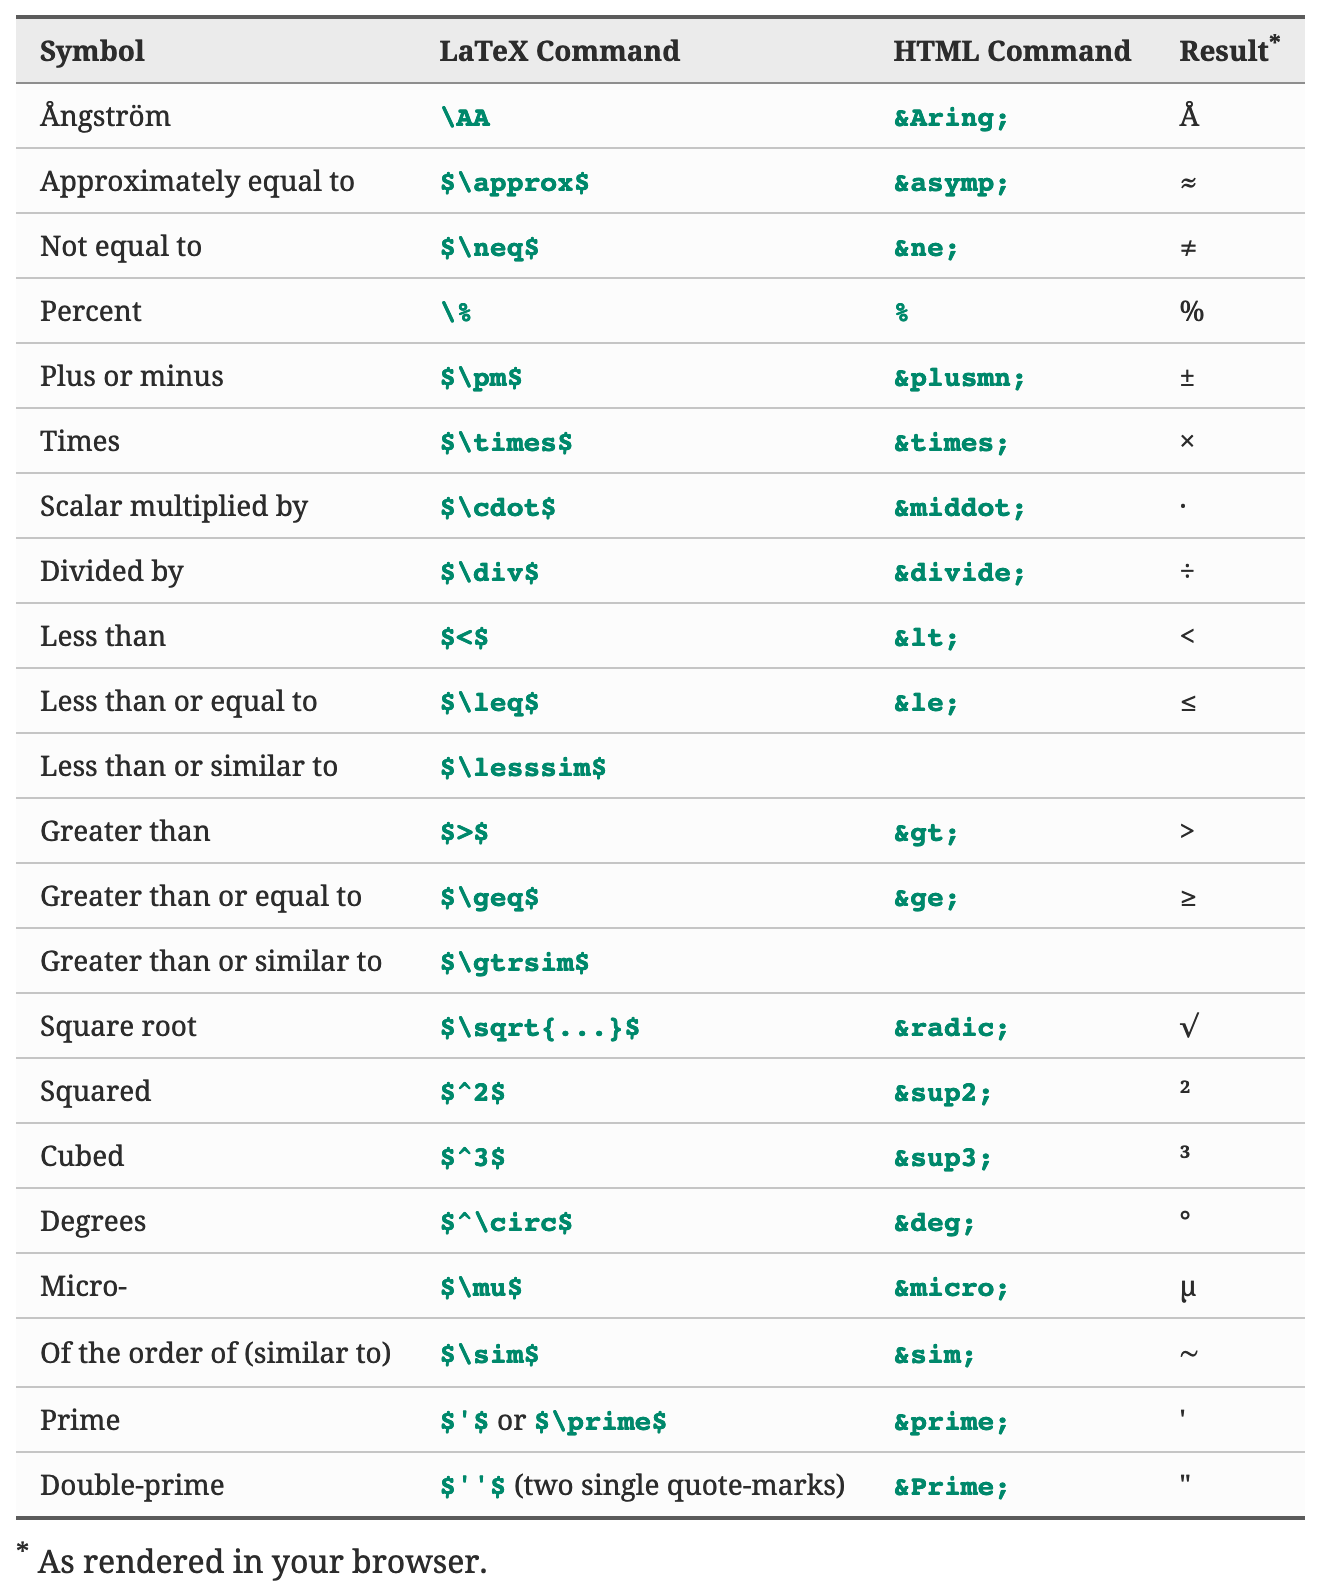 Symbol LaTeX Command HTML Command Result*
Ångström \AA &Aring; Å
Approximately equal to $\approx$ &asymp; ≈
Not equal to $\neq$ &ne; ≠
Percent \% % %
Plus or minus $\pm$ &plusmn; ±
Times $\times$ &times; ×
Scalar multiplied by $\cdot$ &middot; ·
Divided by $\div$ &divide; ÷
Less than $<$ &lt; <
Less than or equal to $\leq$ &le; ≤
Less than or similar to $\lesssim$
Greater than $>$ &gt; >
Greater than or equal to $\geq$ &ge; ≥
Greater than or similar to $\gtrsim$
Square root $\sqrt{...}$ &radic; √
Squared $^2$ &sup2; ²
Cubed $^3$ &sup3; ³
Degrees $^\circ$ &deg; °
Micro- $\mu$ &micro; µ
Of the order of (similar to) $\sim$ &sim; ~
Prime $'$ or $\prime$ &prime; '
Double-prime $''$ (two single quote-marks) &Prime; "
* As rendered in your browser.